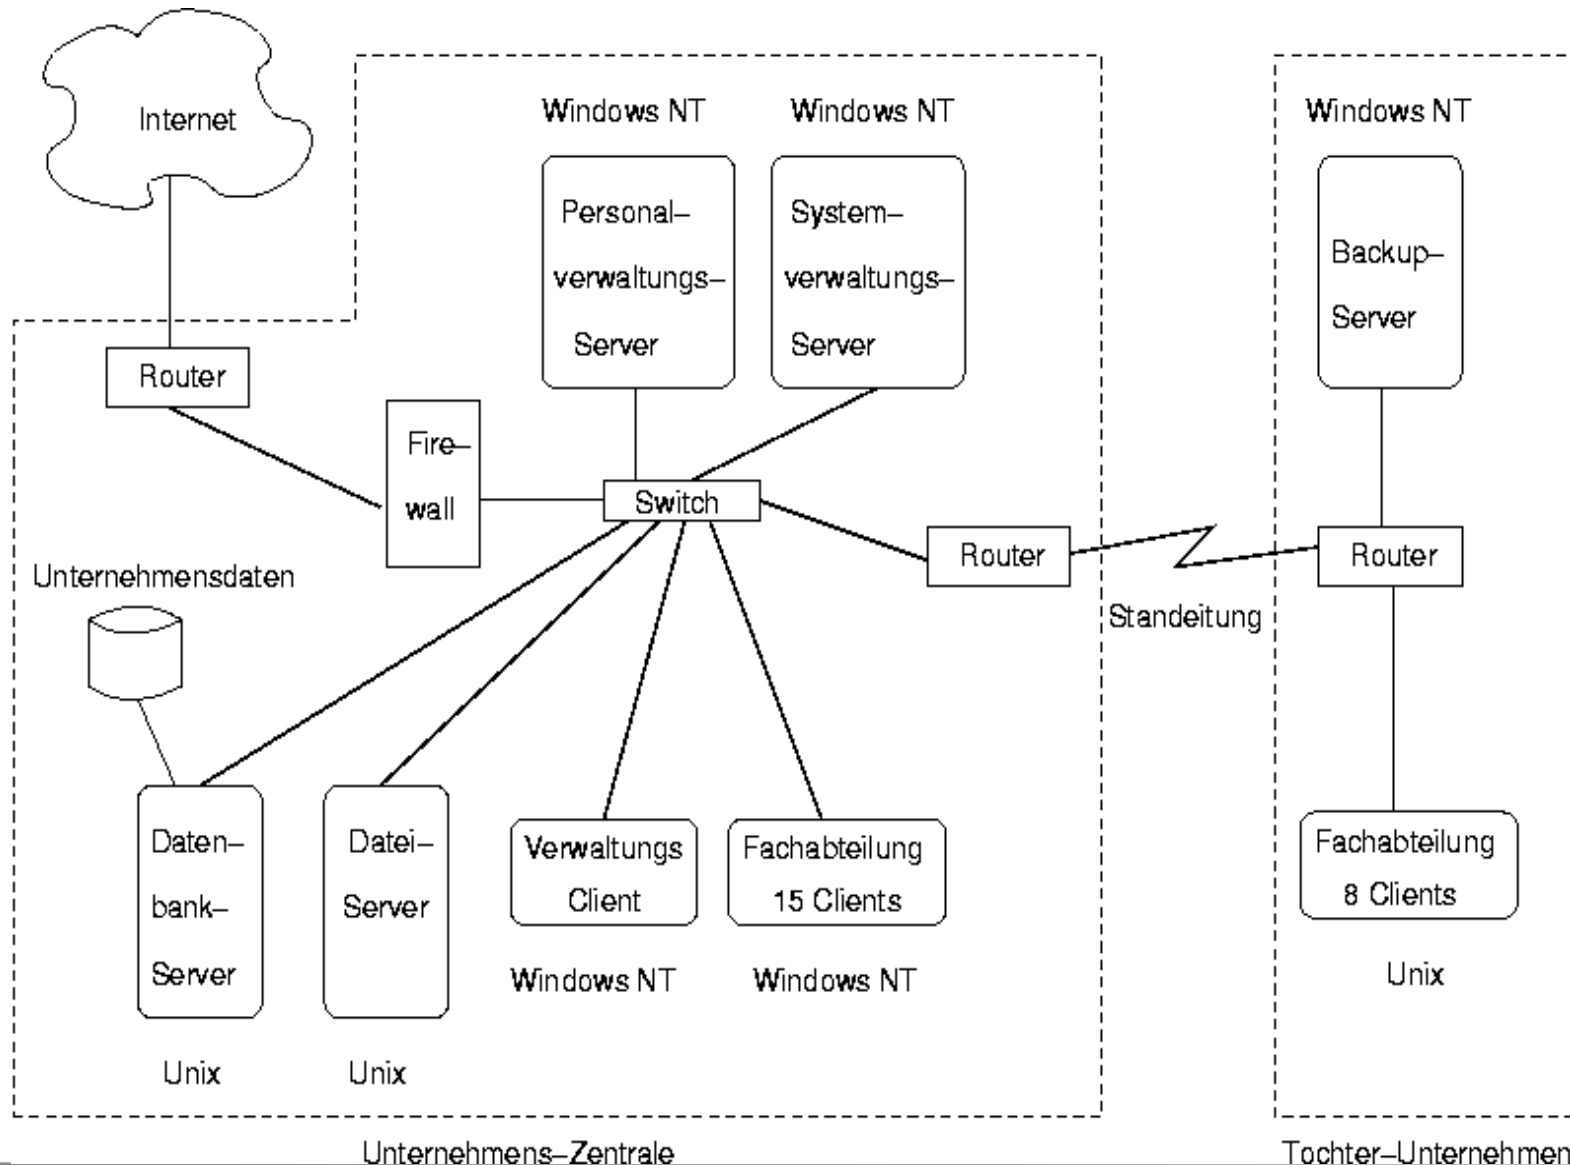 Internet
Windows NT
Windows NT
Windows NT
Personal–
verwaltungs–
Server
System–
verwaltungs–
Server
Backup–
Server
Router
Fire–
wall
Switch
Router
Router
Standeitung
Unternehmensdaten
Daten–
bank–
Server
Datei–
Server
Verwaltungs
Client
Fachabteilung
15 Clients
Fachabteilung
8 Clients
Windows NT
Windows NT
Unix
Unix
Unix
Unternehmens–Zentrale
Tochter–Unternehmen